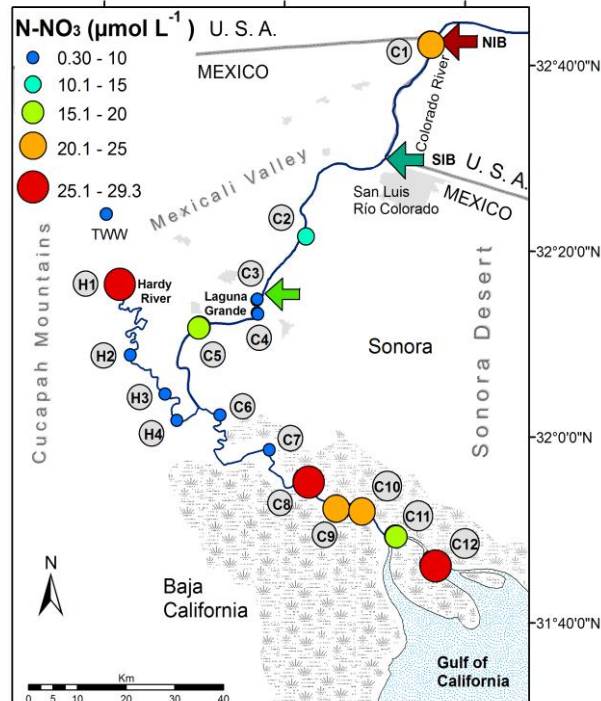 N-NO₃ (µmol L⁻¹)
0.30 - 10
10.1 - 15
15.1 - 20
20.1 - 25
25.1 - 29.3
TWW
U. S. A.
MEXICO
C1
NIB
32°40'0"N
Colorado River
SIB
U. S. A.
MEXICO
San Luis
Río Colorado
Mexicali Valley
C2
32°20'0"N
Cucapah Mountains
H1
Hardy
River
C3
Laguna
Grande
C4
C5
Sonora
Sonora Desert
H2
H3
H4
C6
32°0'0"N
C7
C8
C9
C10
C11
C12
N
Baja
California
31°40'0"N
Gulf of
California
Km
0 5 10 20 30 40